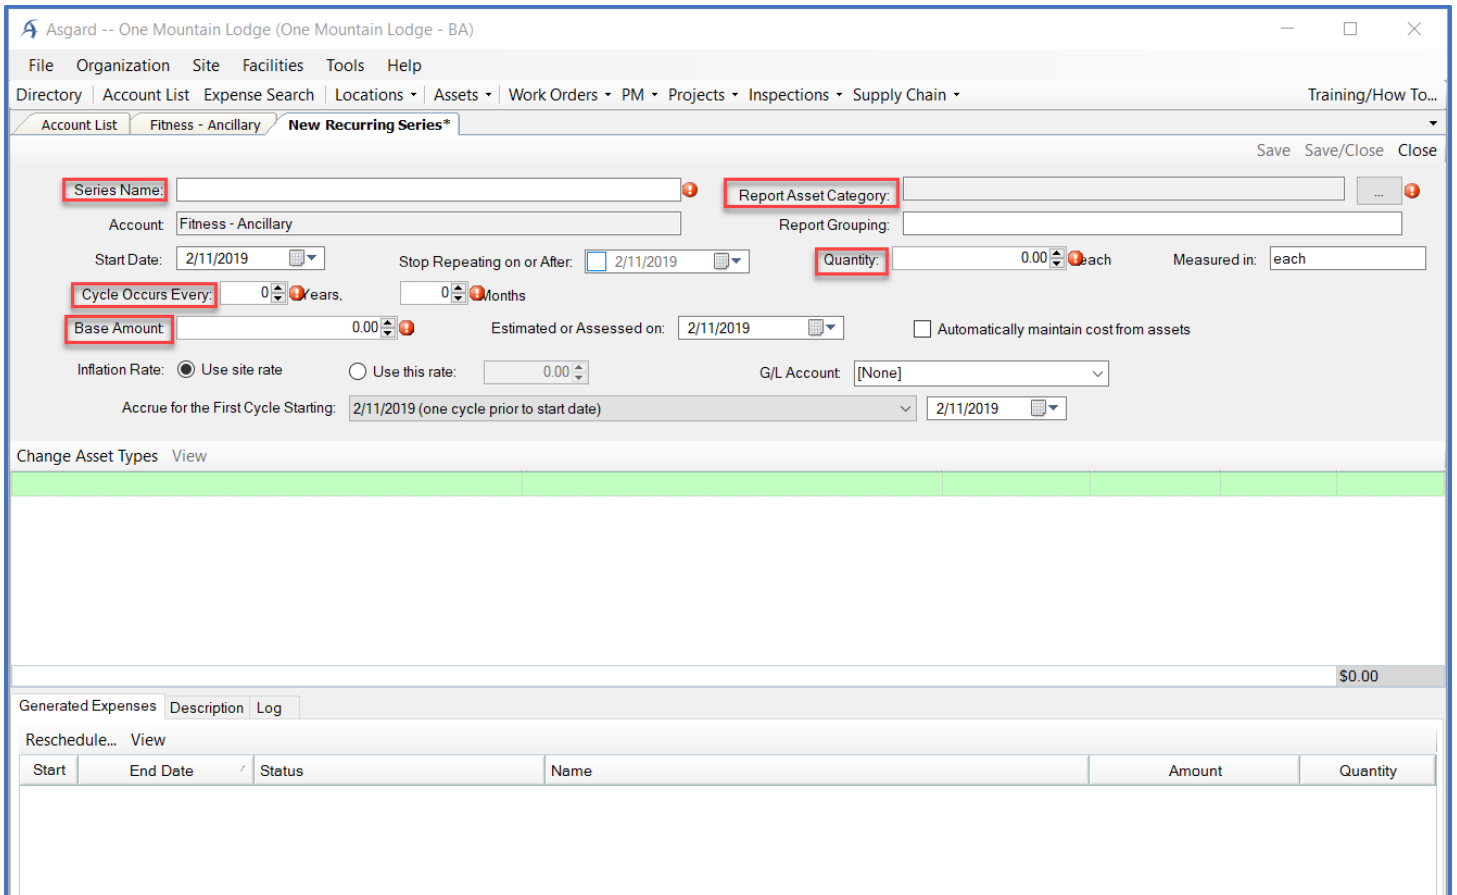 Asgard -- One Mountain Lodge (One Mountain Lodge - BA)
File Organization Site Facilities Tools Help
Directory Account List Expense Search Locations Assets Work Orders PM Projects Inspections Supply Chain Training/How To...
Account List Fitness - Ancillary New Recurring Series*
Save Save/Close Close
Series Name: Report Asset Category: ...
Account: Fitness - Ancillary Report Grouping:
Start Date: 2/11/2019 Stop Repeating on or After: 2/11/2019 Quantity: 0.00 each Measured in: each
Cycle Occurs Every: 0 Years, 0 Months
Base Amount: 0.00 Estimated or Assessed on: 2/11/2019 Automatically maintain cost from assets
Inflation Rate: Use site rate Use this rate: 0.00 G/L Account: [None]
Accrue for the First Cycle Starting: 2/11/2019 (one cycle prior to start date) 2/11/2019
Change Asset Types View
$0.00
Generated Expenses Description Log
Reschedule... View
Start End Date Status Name Amount Quantity